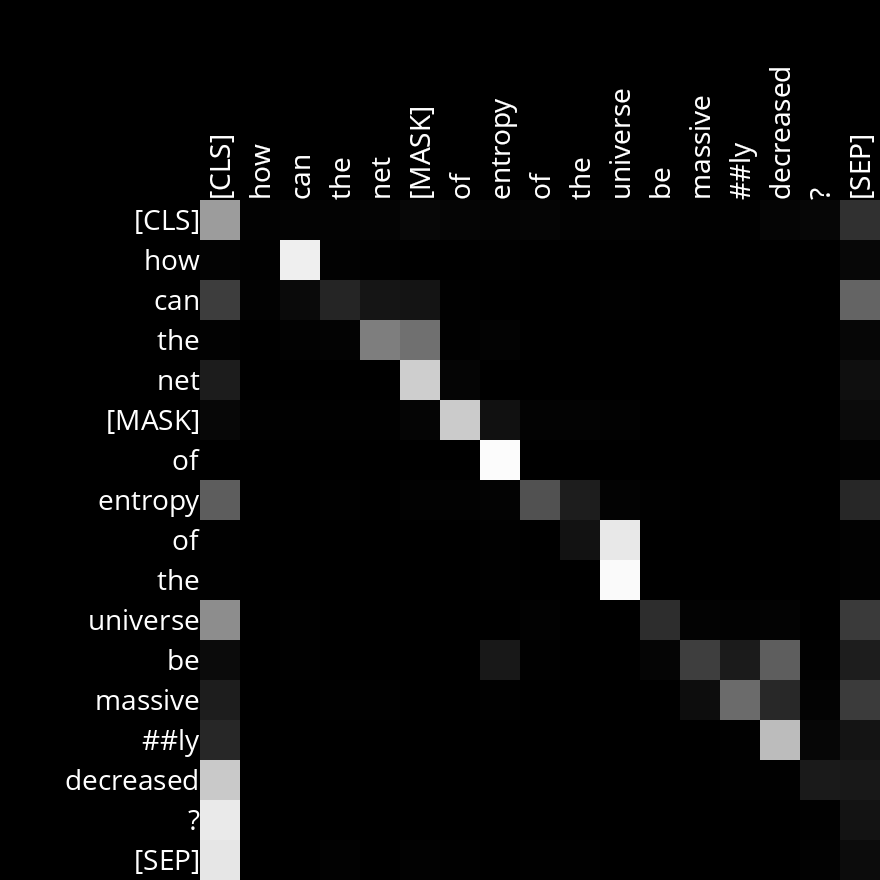 [CLS] how can the net [MASK] of entropy of the universe be massive ##ly decreased ? [SEP]
[CLS]
how
can
the
net
[MASK]
of
entropy
of
the
universe
be
massive
##ly
decreased
?
[SEP]